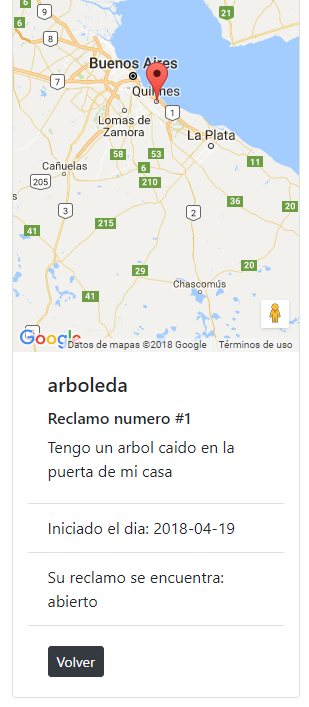 6
21
9
8
7
Buenos Aires
Quilmes
1
Lomas de
Zamora
La Plata
58
53
11
Cañuelas
6
205
210
s
36
20
3
2
215
41
20
29
Chascomús
41
Google
Datos de mapas ©2018 Google
Términos de uso
arboleda
Reclamo numero #1
Tengo un arbol caido en la
puerta de mi casa
Iniciado el dia: 2018-04-19
Su reclamo se encuentra:
abierto
Volver